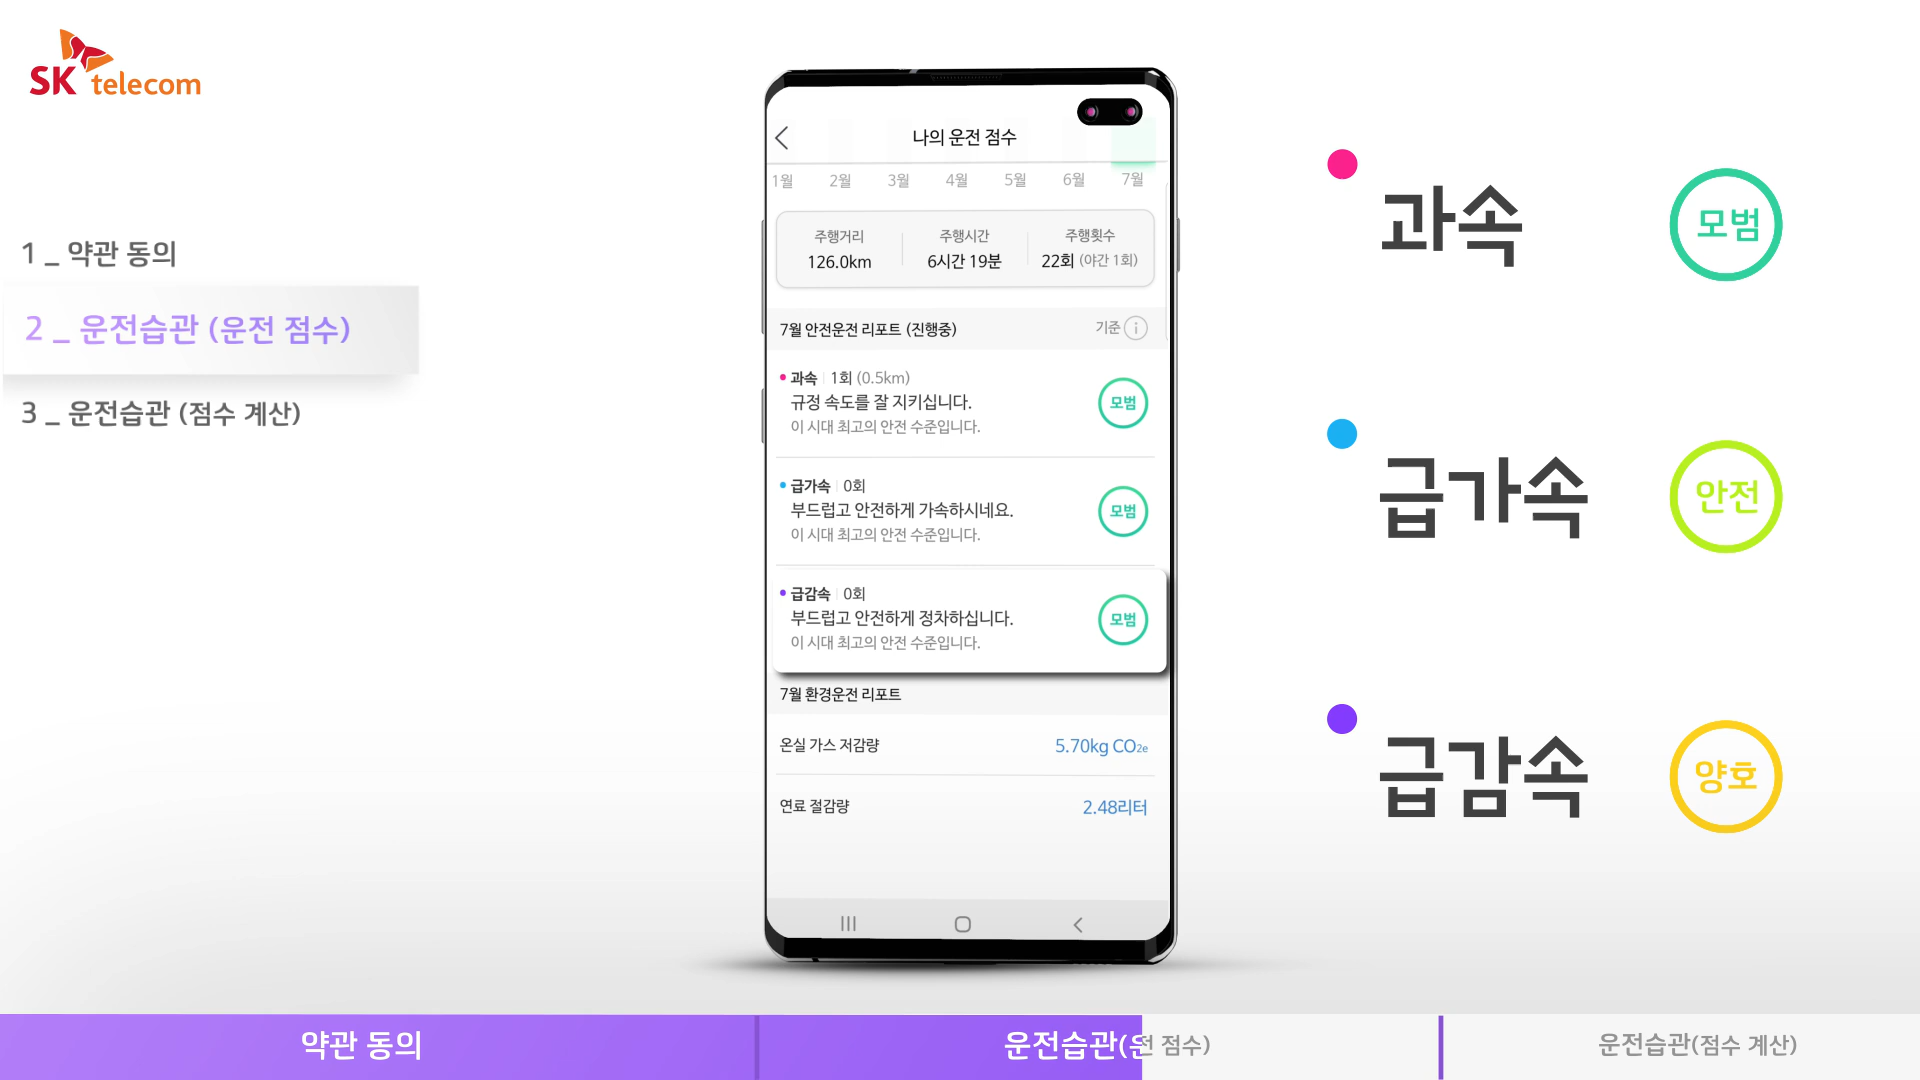 SK telecom
1 _ 약관 동의
2 _ 운전습관 (운전 점수)
3 _ 운전습관 (점수 계산)
나의 운전 점수
1월 2월 3월 4월 5월 6월 7월
주행거리 주행시간 주행횟수
126.0km 6시간 19분 22회 (야간 1회)
7월 안전운전 리포트 (진행중) 기준 i
과속 1회 (0.5km)
규정 속도를 잘 지키십니다.
이 시대 최고의 안전 수준입니다.
모범
급가속 0회
부드럽고 안전하게 가속하시네요.
이 시대 최고의 안전 수준입니다.
모범
급감속 0회
부드럽고 안전하게 정차하십니다.
이 시대 최고의 안전 수준입니다.
모범
7월 환경운전 리포트
온실 가스 저감량 5.70kg CO2e
연료 절감량 2.48리터
과속 모범
급가속 안전
급감속 양호
약관 동의 운전습관(운전 점수) 운전습관(점수 계산)